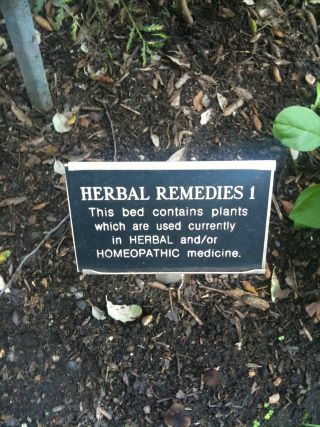 HERBAL REMEDIES 1
This bed contains plants
which are used currently
in HERBAL and/or
HOMEOPATHIC medicine.